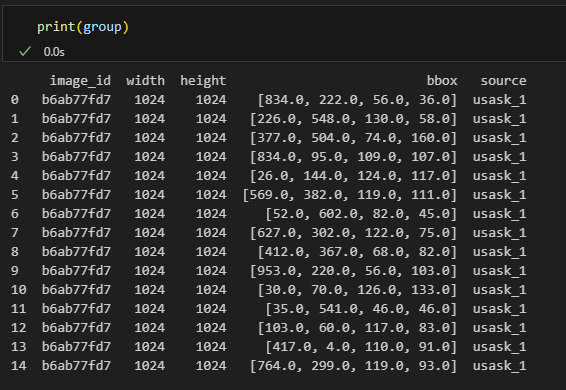 print(group)
✓ 0.0s
image_id width height bbox source
0 b6ab77fd7 1024 1024 [834.0, 222.0, 56.0, 36.0] usask_1
1 b6ab77fd7 1024 1024 [226.0, 548.0, 130.0, 58.0] usask_1
2 b6ab77fd7 1024 1024 [377.0, 504.0, 74.0, 160.0] usask_1
3 b6ab77fd7 1024 1024 [834.0, 95.0, 109.0, 107.0] usask_1
4 b6ab77fd7 1024 1024 [26.0, 144.0, 124.0, 117.0] usask_1
5 b6ab77fd7 1024 1024 [569.0, 382.0, 119.0, 111.0] usask_1
6 b6ab77fd7 1024 1024 [52.0, 602.0, 82.0, 45.0] usask_1
7 b6ab77fd7 1024 1024 [627.0, 302.0, 122.0, 75.0] usask_1
8 b6ab77fd7 1024 1024 [412.0, 367.0, 68.0, 82.0] usask_1
9 b6ab77fd7 1024 1024 [953.0, 220.0, 56.0, 103.0] usask_1
10 b6ab77fd7 1024 1024 [30.0, 70.0, 126.0, 133.0] usask_1
11 b6ab77fd7 1024 1024 [35.0, 541.0, 46.0, 46.0] usask_1
12 b6ab77fd7 1024 1024 [103.0, 60.0, 117.0, 83.0] usask_1
13 b6ab77fd7 1024 1024 [417.0, 4.0, 110.0, 91.0] usask_1
14 b6ab77fd7 1024 1024 [764.0, 299.0, 119.0, 93.0] usask_1